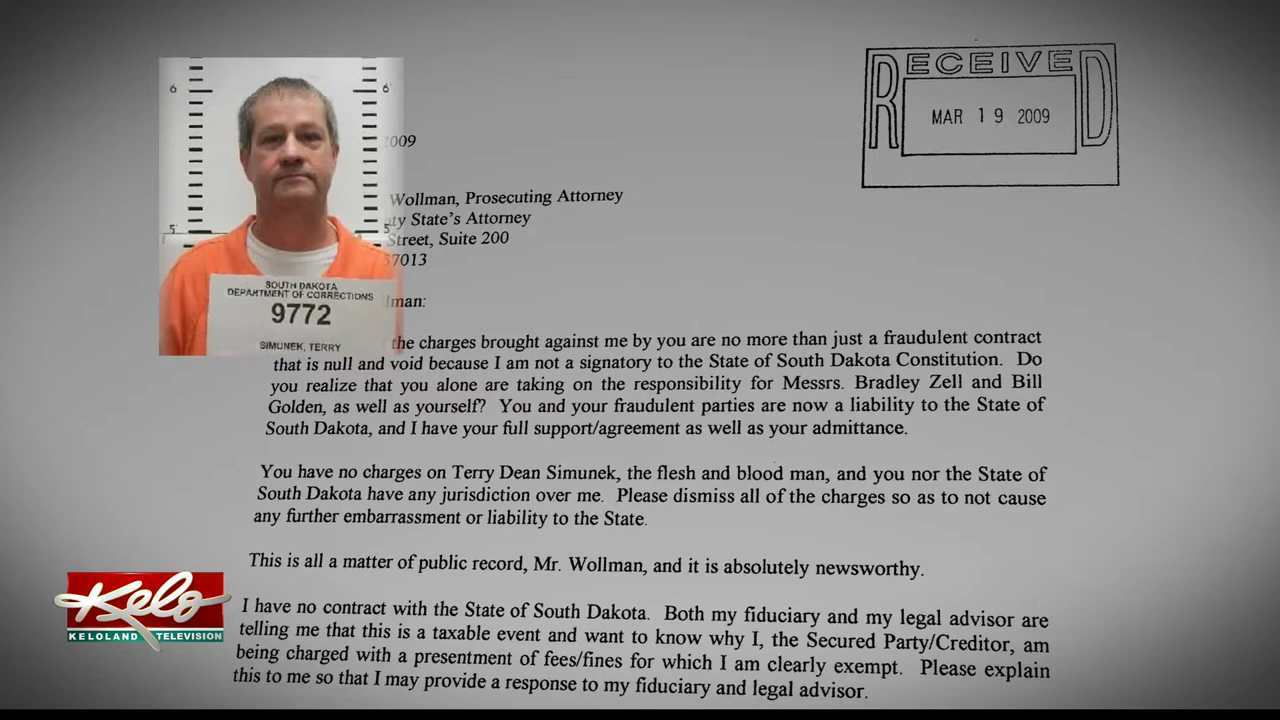 RECEIVED
MAR 19 2009
2009
Wollman, Prosecuting Attorney
ty State's Attorney
Street, Suite 200
57013
lman:
the charges brought against me by you are no more than just a fraudulent contract
that is null and void because I am not a signatory to the State of South Dakota Constitution. Do
you realize that you alone are taking on the responsibility for Messrs. Bradley Zell and Bill
Golden, as well as yourself? You and your fraudulent parties are now a liability to the State of
South Dakota, and I have your full support/agreement as well as your admittance.
You have no charges on Terry Dean Simunek, the flesh and blood man, and you nor the State of
South Dakota have any jurisdiction over me. Please dismiss all of the charges so as to not cause
any further embarrassment or liability to the State.
This is all a matter of public record, Mr. Wollman, and it is absolutely newsworthy.
I have no contract with the State of South Dakota. Both my fiduciary and my legal advisor are
telling me that this is a taxable event and want to know why I, the Secured Party/Creditor, am
being charged with a presentment of fees/fines for which I am clearly exempt. Please explain
this to me so that I may provide a response to my fiduciary and legal advisor.
6 6'
5' 5'
SOUTH DAKOTA
DEPARTMENT OF CORRECTIONS
9772
SIMUNEK, TERRY
Kelo
KELOLAND TELEVISION